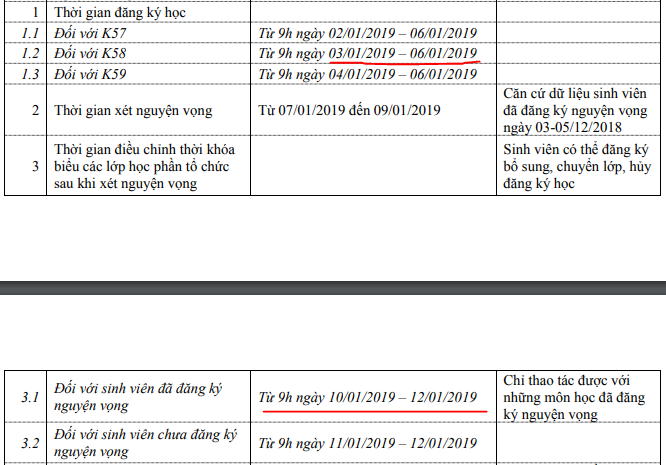 1 Thời gian đăng ký học
1.1 Đối với K57 Từ 9h ngày 02/01/2019 – 06/01/2019
1.2 Đối với K58 Từ 9h ngày 03/01/2019 – 06/01/2019
1.3 Đối với K59 Từ 9h ngày 04/01/2019 – 06/01/2019
2 Thời gian xét nguyện vọng Từ 07/01/2019 đến 09/01/2019
Căn cứ dữ liệu sinh viên
đã đăng ký nguyện vọng
ngày 03-05/12/2018
3
Thời gian điều chỉnh thời khóa
biểu các lớp học phần tổ chức
sau khi xét nguyện vọng
Sinh viên có thể đăng ký
bổ sung, chuyển lớp, hủy
đăng ký học
3.1
Đối với sinh viên đã đăng ký
nguyện vọng
Từ 9h ngày 10/01/2019 – 12/01/2019
Chỉ thao tác được với
những môn học đã đăng
ký nguyện vọng
3.2
Đối với sinh viên chưa đăng ký
nguyện vọng
Từ 9h ngày 11/01/2019 – 12/01/2019